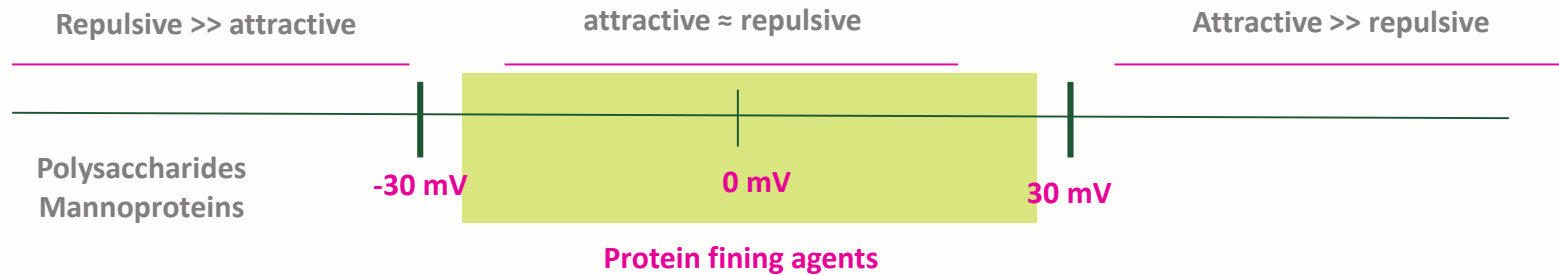 Repulsive >> attractive
attractive ≈ repulsive
Attractive >> repulsive
Polysaccharides
Mannoproteins
-30 mV
0 mV
30 mV
Protein fining agents